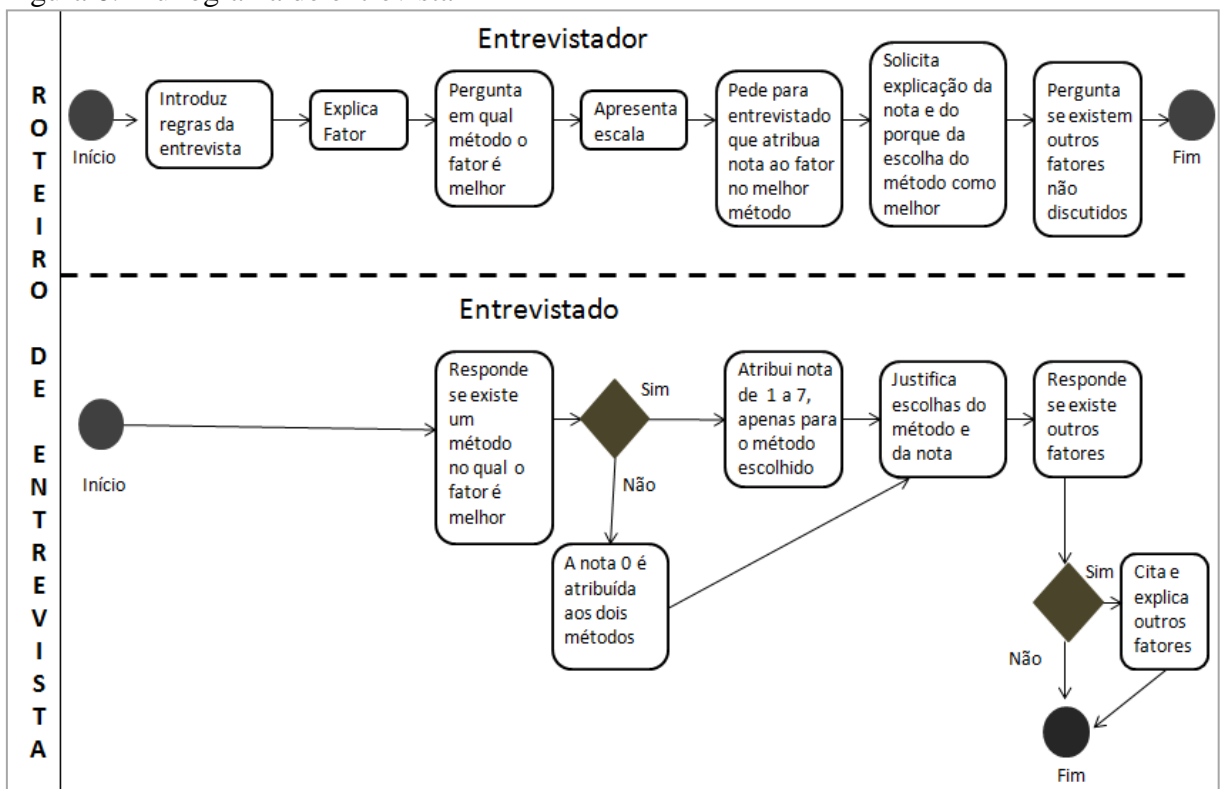 Entrevistador
Início
Introduz
regras da
entrevista
Explica
Fator
Pergunta
em qual
método o
fator é
melhor
Apresenta
escala
Pede para
entrevistado
que atribua
nota ao fator
no melhor
método
Solicita
explicação da
nota e do
porque da
escolha do
método como
melhor
Pergunta
se existem
outros
fatores
não
discutidos
Fim
ROTEIRO DE ENTREVISTA
Entrevistado
Início
Responde
se existe
um
método
no qual o
fator é
melhor
Sim
Não
A nota 0 é
atribuída
aos dois
métodos
Atribui nota
de 1 a 7,
apenas para
o método
escolhido
Justifica
escolhas do
método e
da nota
Responde
se existe
outros
fatores
Sim
Não
Cita e
explica
outros
fatores
Fim